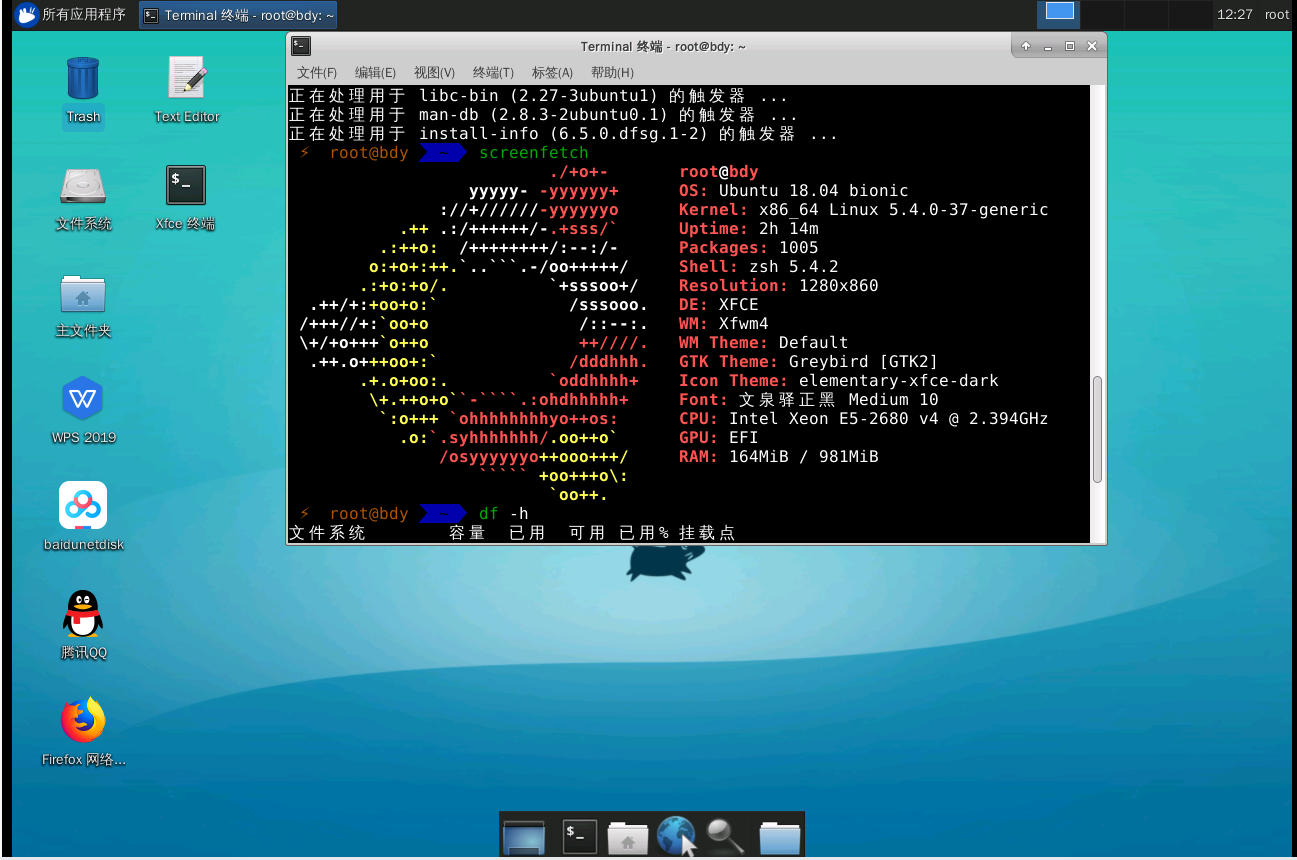 所有应用程序 Terminal 终端 - root@bdy: ~ 12:27 root
Terminal 终端 - root@bdy: ~
文件(F) 编辑(E) 视图(V) 终端(T) 标签(A) 帮助(H)
正在处理用于 libc-bin (2.27-3ubuntu1) 的触发器 ...
正在处理用于 man-db (2.8.3-2ubuntu0.1) 的触发器 ...
正在处理用于 install-info (6.5.0.dfsg.1-2) 的触发器 ...
⚡ root@bdy ~ screenfetch
./+o+- root@bdy
yyyyy- -yyyyyy+ OS: Ubuntu 18.04 bionic
://+//////-yyyyyyo Kernel: x86_64 Linux 5.4.0-37-generic
.++ .:/++++++/-.+sss/` Uptime: 2h 14m
.:++o: /++++++++/:--:/- Packages: 1005
o:+o+:++.`..```.-/oo+++++/ Shell: zsh 5.4.2
.:+o:+o/. `+sssoo+/ Resolution: 1280x860
.++/+:+oo+o:` /sssooo. DE: XFCE
/+++//+:`oo+o /::--:. WM: Xfwm4
\+/+o+++`o++o ++////. WM Theme: Default
.++.o+++oo+:` /dddhhh. GTK Theme: Greybird [GTK2]
.+.o+oo:. `oddhhhh+ Icon Theme: elementary-xfce-dark
\+.++o+o``-````.:ohdhhhhh+ Font: 文泉驿正黑 Medium 10
`:o+++ `ohhhhhhhhyo++os: CPU: Intel Xeon E5-2680 v4 @ 2.394GHz
.o:`.syhhhhhhh/.oo++o` GPU: EFI
/osyyyyyyo++ooo+++/ RAM: 164MiB / 981MiB
````` +oo+++o\:
`oo++.
⚡ root@bdy ~ df -h
文件系统 容量 已用 可用 已用% 挂载点
Trash
Text Editor
文件系统
Xfce 终端
主文件夹
WPS 2019
baidunetdisk
腾讯QQ
Firefox 网络...